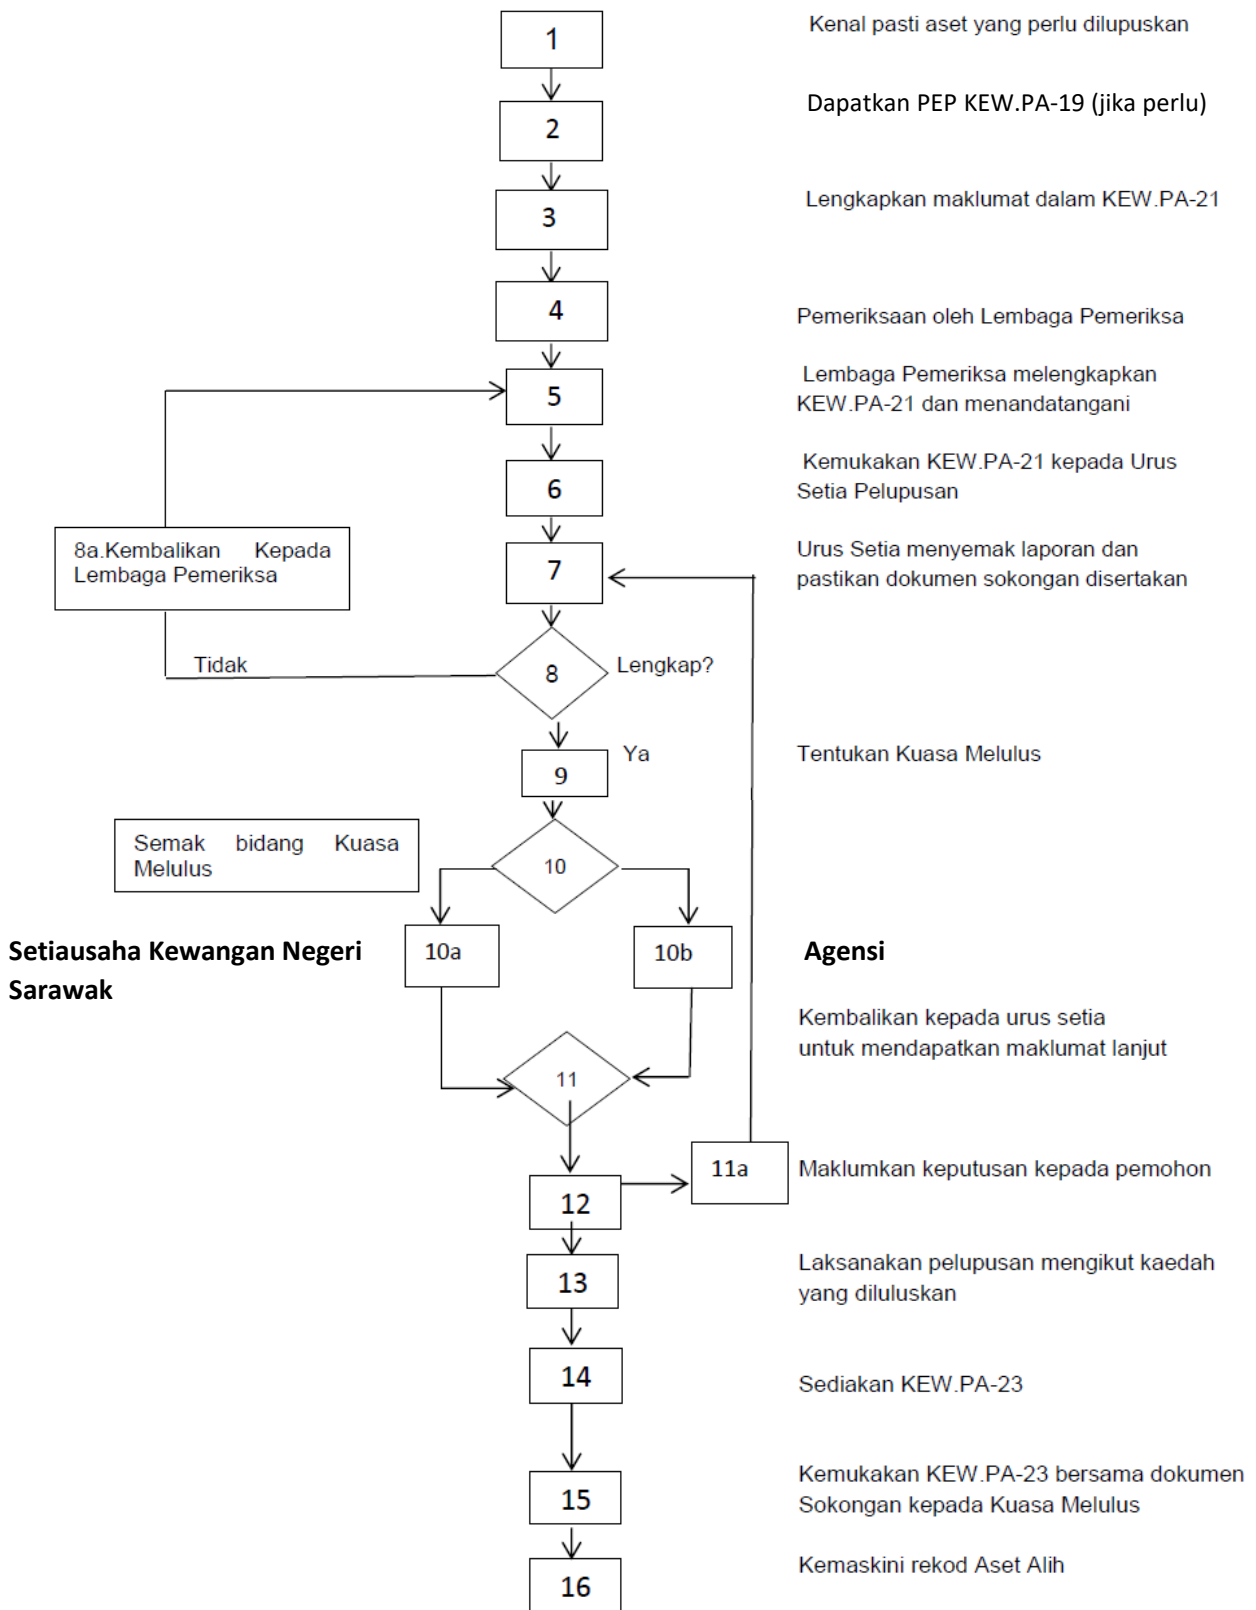 1
Kenal pasti aset yang perlu dilupuskan
2
Dapatkan PEP KEW.PA-19 (jika perlu)
3
Lengkapkan maklumat dalam KEW.PA-21
4
Pemeriksaan oleh Lembaga Pemeriksa
5
Lembaga Pemeriksa melengkapkan
KEW.PA-21 dan menandatangani
6
Kemukakan KEW.PA-21 kepada Urus
Setia Pelupusan
8a.Kembalikan Kepada
Lembaga Pemeriksa
7
Urus Setia menyemak laporan dan
pastikan dokumen sokongan disertakan
Tidak
8
Lengkap?
9
Ya
Tentukan Kuasa Melulus
Semak bidang Kuasa
Melulus
10
Setiausaha Kewangan Negeri
Sarawak
10a
10b
Agensi
Kembalikan kepada urus setia
untuk mendapatkan maklumat lanjut
11
11a
Maklumkan keputusan kepada pemohon
12
13
Laksanakan pelupusan mengikut kaedah
yang diluluskan
14
Sediakan KEW.PA-23
15
Kemukakan KEW.PA-23 bersama dokumen
Sokongan kepada Kuasa Melulus
16
Kemaskini rekod Aset Alih